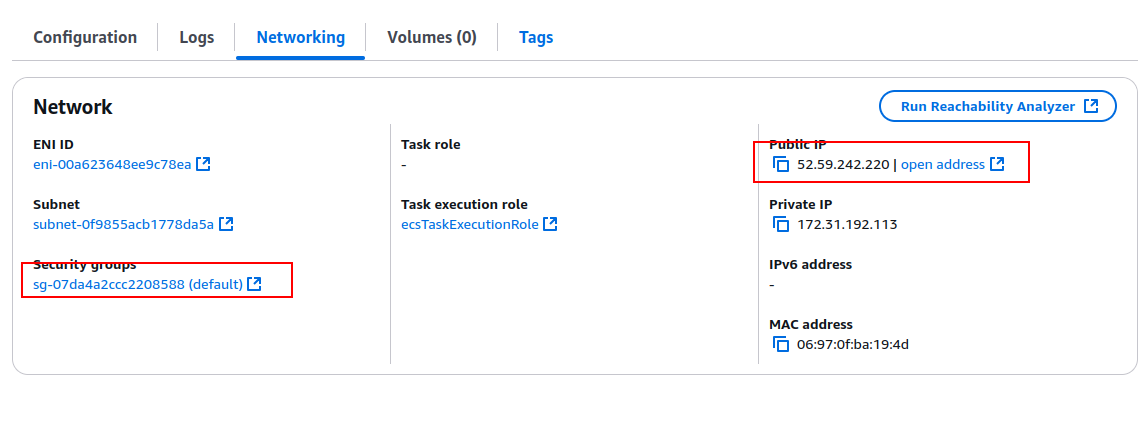 Configuration
Logs
Networking
Volumes (0)
Tags
Network
Run Reachability Analyzer
ENI ID
eni-00a623648ee9c78ea
Subnet
subnet-0f9855acb1778da5a
Security groups
sg-07da4a2ccc2208588 (default)
Task role
-
Task execution role
ecsTaskExecutionRole
Public IP
52.59.242.220 | open address
Private IP
172.31.192.113
IPv6 address
-
MAC address
06:97:0f:ba:19:4d